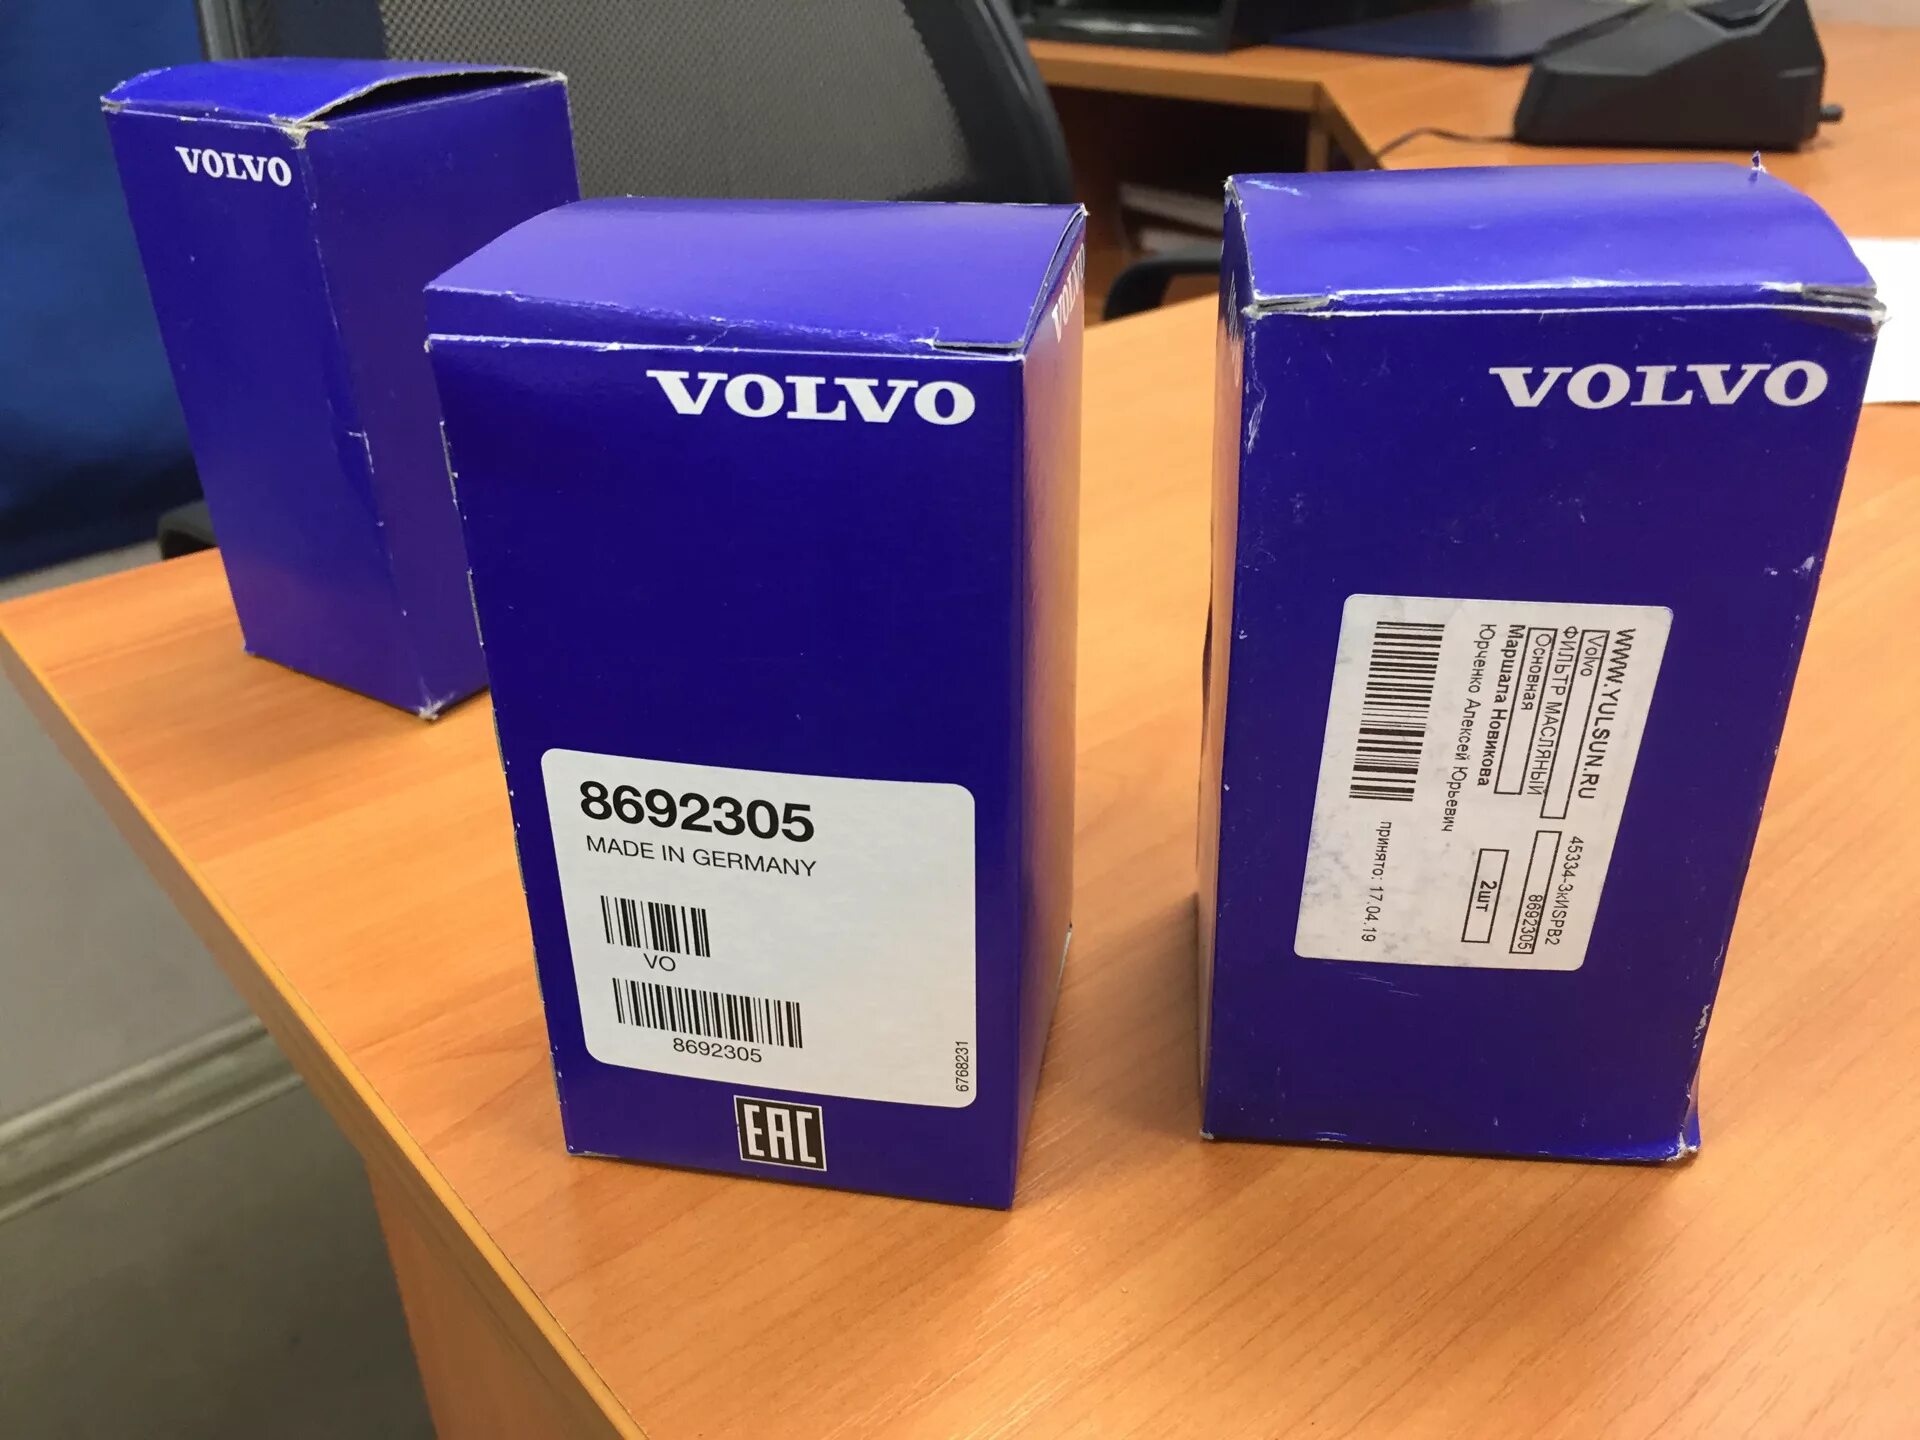 VOLVO
VOLVO
VOLVO
8692305
MADE IN GERMANY
VO
8692305
6768231
EAC
VOLVO
WWW.YULSUN.RU
45334-3кИSPB2
Volvo
8692305
ФИЛЬТР МАСЛЯНЫЙ
Основная
2шт
Маршала Новикова
Юрченко Алексей Юрьевич
принято: 17.04.19